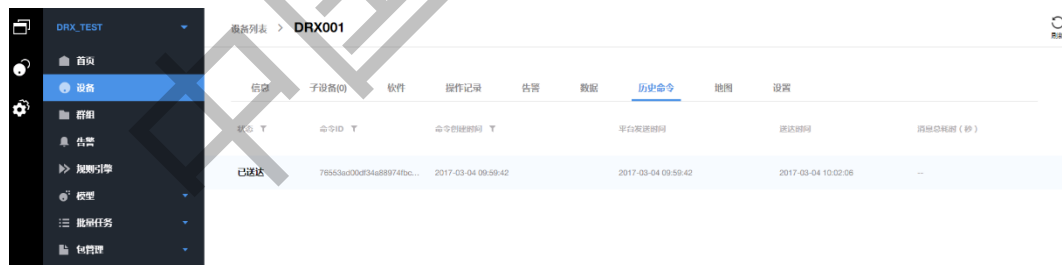 DRX_TEST
首页
设备
群组
告警
规则引擎
模型
批量任务
包管理
设备列表 > DRX001
刷新
信息 子设备(0) 软件 操作记录 告警 数据 历史命令 地图 设置
状态 命令ID 命令创建时间 平台发送时间 送达时间 消息总耗时(秒)
已送达 76553ad00df34a88974fbc... 2017-03-04 09:59:42 2017-03-04 09:59:42 2017-03-04 10:02:08 --